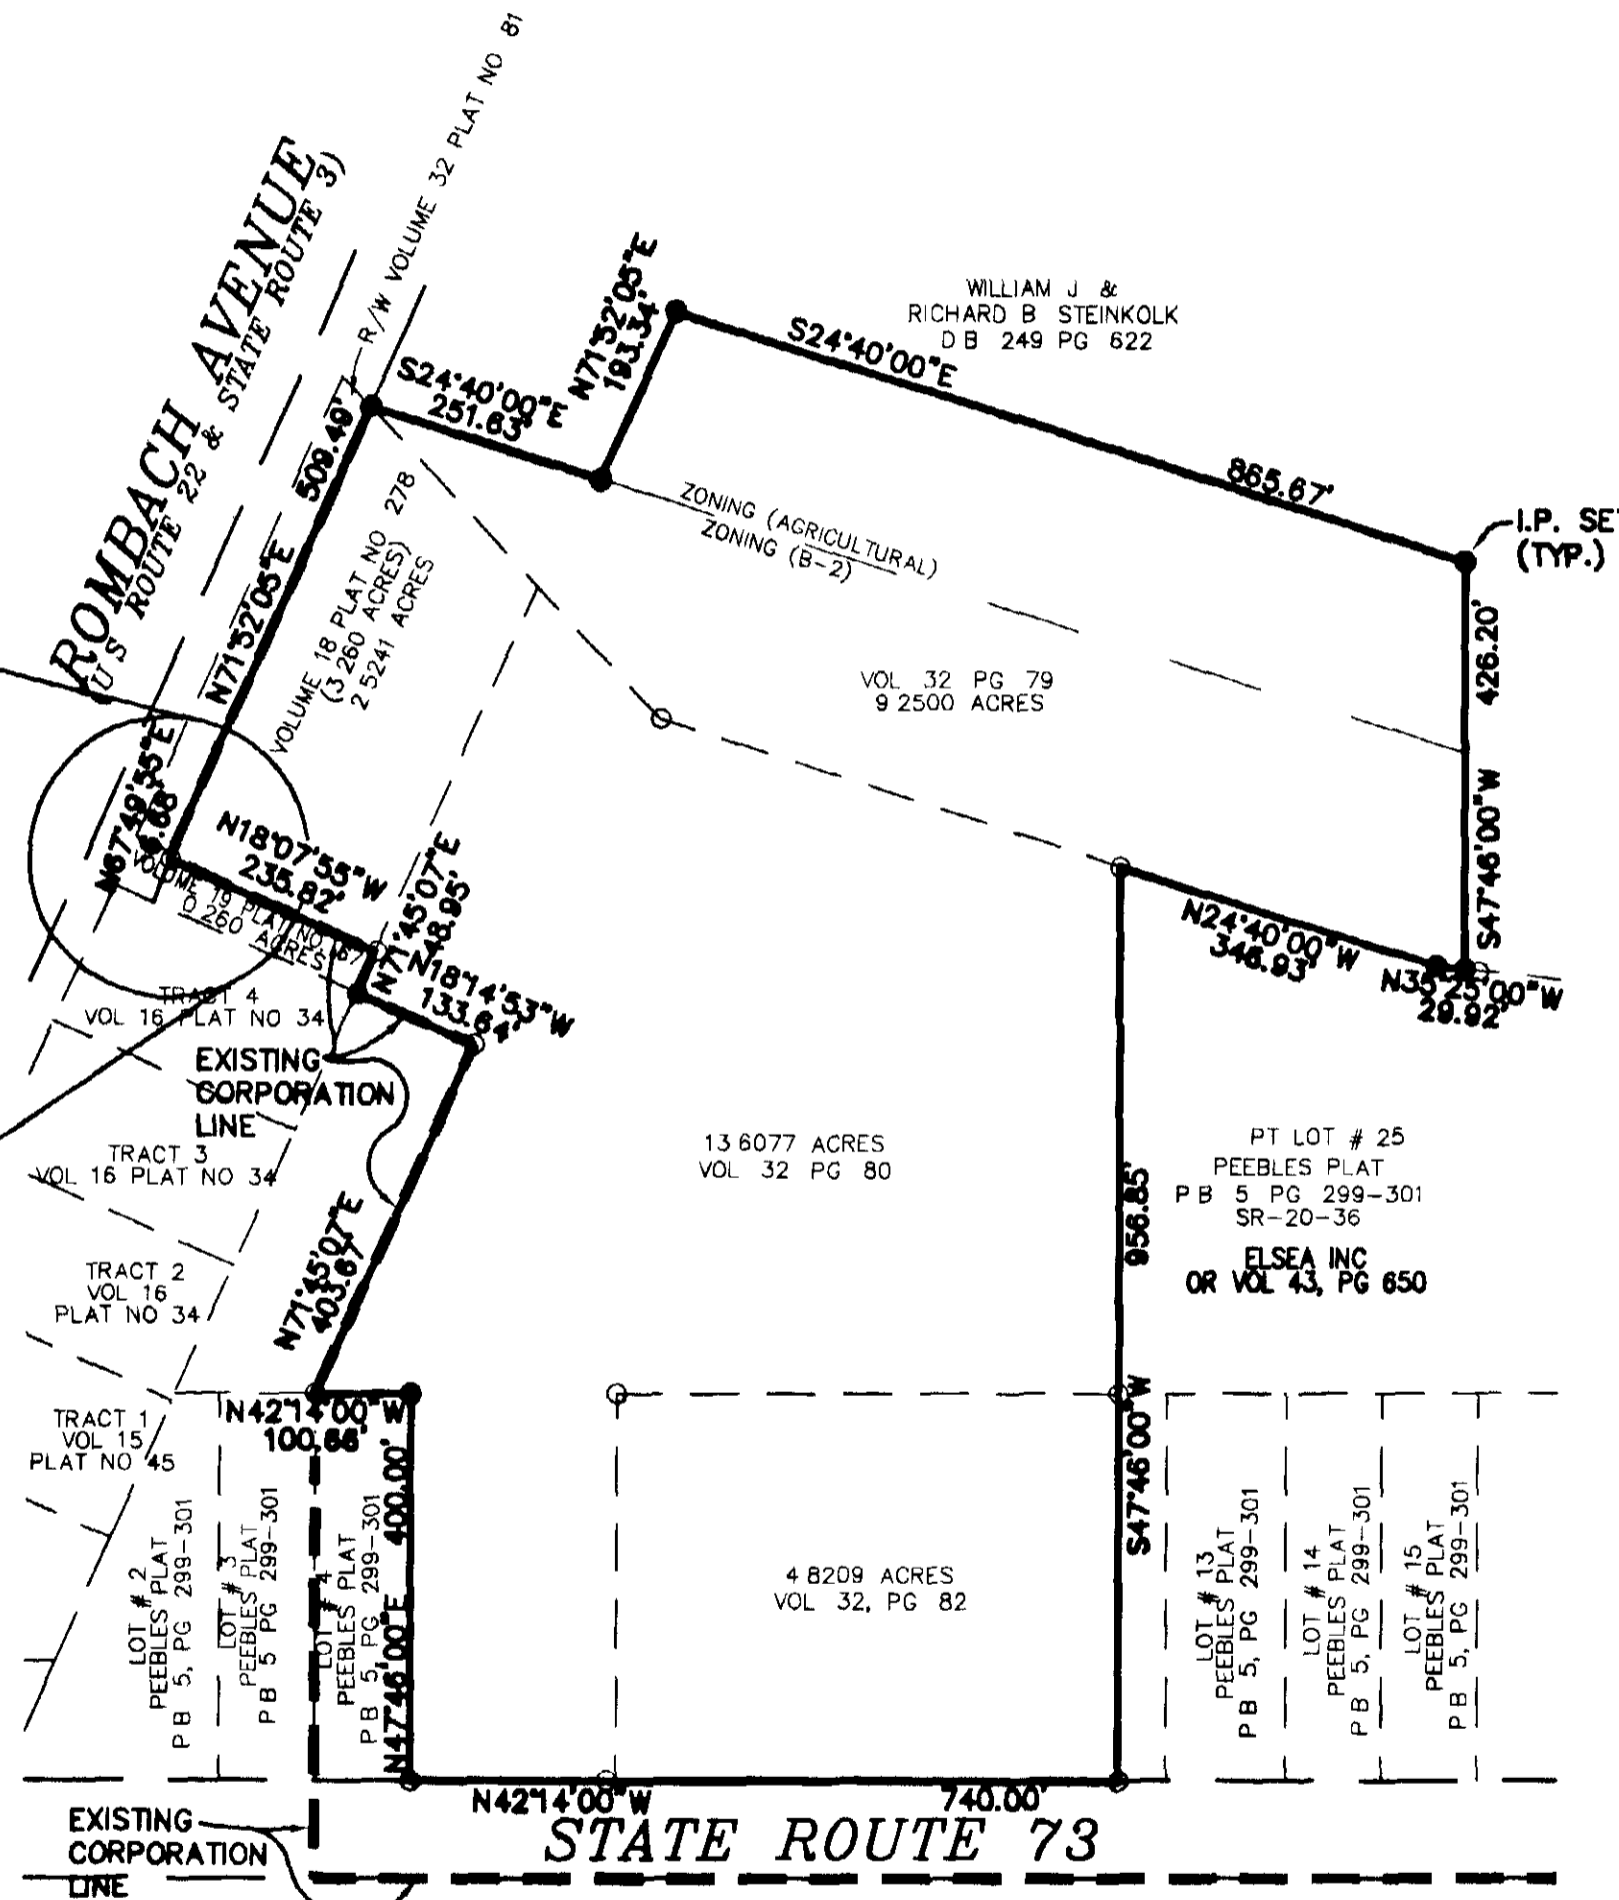 R/W VOLUME 32 PLAT NO 81
ROMBACH AVENUE
(U S ROUTE 22 & STATE ROUTE 3)
WILLIAM J &
RICHARD B STEINKOLK
D B 249 PG 622
S24°40'00"E
251.63'
N71°52'05"E
193.34'
S24°40'00"E
865.67'
I.P. SET
(TYP.)
N71°52'05"E 509.49'
VOLUME 18 PLAT NO 278
(3 260 ACRES)
2 5241 ACRES
ZONING (AGRICULTURAL)
ZONING (B-2)
VOL 32 PG 79
9 2500 ACRES
S47°46'00"W 426.20'
N67°49'55"E
6.68'
N18°07'55"W
235.82'
VOLUME 19 PLAT NO 167
0 260 ACRES
N71°45'07"E
48.95'
N18°14'53"W
133.64'
N24°40'00"W
346.93'
N35°25'00"W
29.92'
TRACT 4
VOL 16 PLAT NO 34
EXISTING
CORPORATION
LINE
TRACT 3
VOL 16 PLAT NO 34
13 6077 ACRES
VOL 32 PG 80
PT LOT # 25
PEEBLES PLAT
P B 5 PG 299-301
SR-20-36
ELSEA INC
OR VOL 43, PG 650
N71°45'07"E
403.67'
TRACT 2
VOL 16
PLAT NO 34
S47°46'00"W 956.85'
N42°14'00"W
100.66'
TRACT 1
VOL 15
PLAT NO 45
LOT # 2
PEEBLES PLAT
P B 5, PG 299-301
LOT # 3
PEEBLES PLAT
P B 5 PG 299-301
LOT # 4
PEEBLES PLAT
P B 5, PG 299-301
N47°46'00"E 400.00'
4 8209 ACRES
VOL 32, PG 82
LOT # 13
PEEBLES PLAT
P B 5, PG 299-301
LOT # 14
PEEBLES PLAT
P B 5, PG 299-301
LOT # 15
PEEBLES PLAT
P B 5, PG 299-301
N42°14'00"W 740.00'
STATE ROUTE 73
EXISTING
CORPORATION
LINE